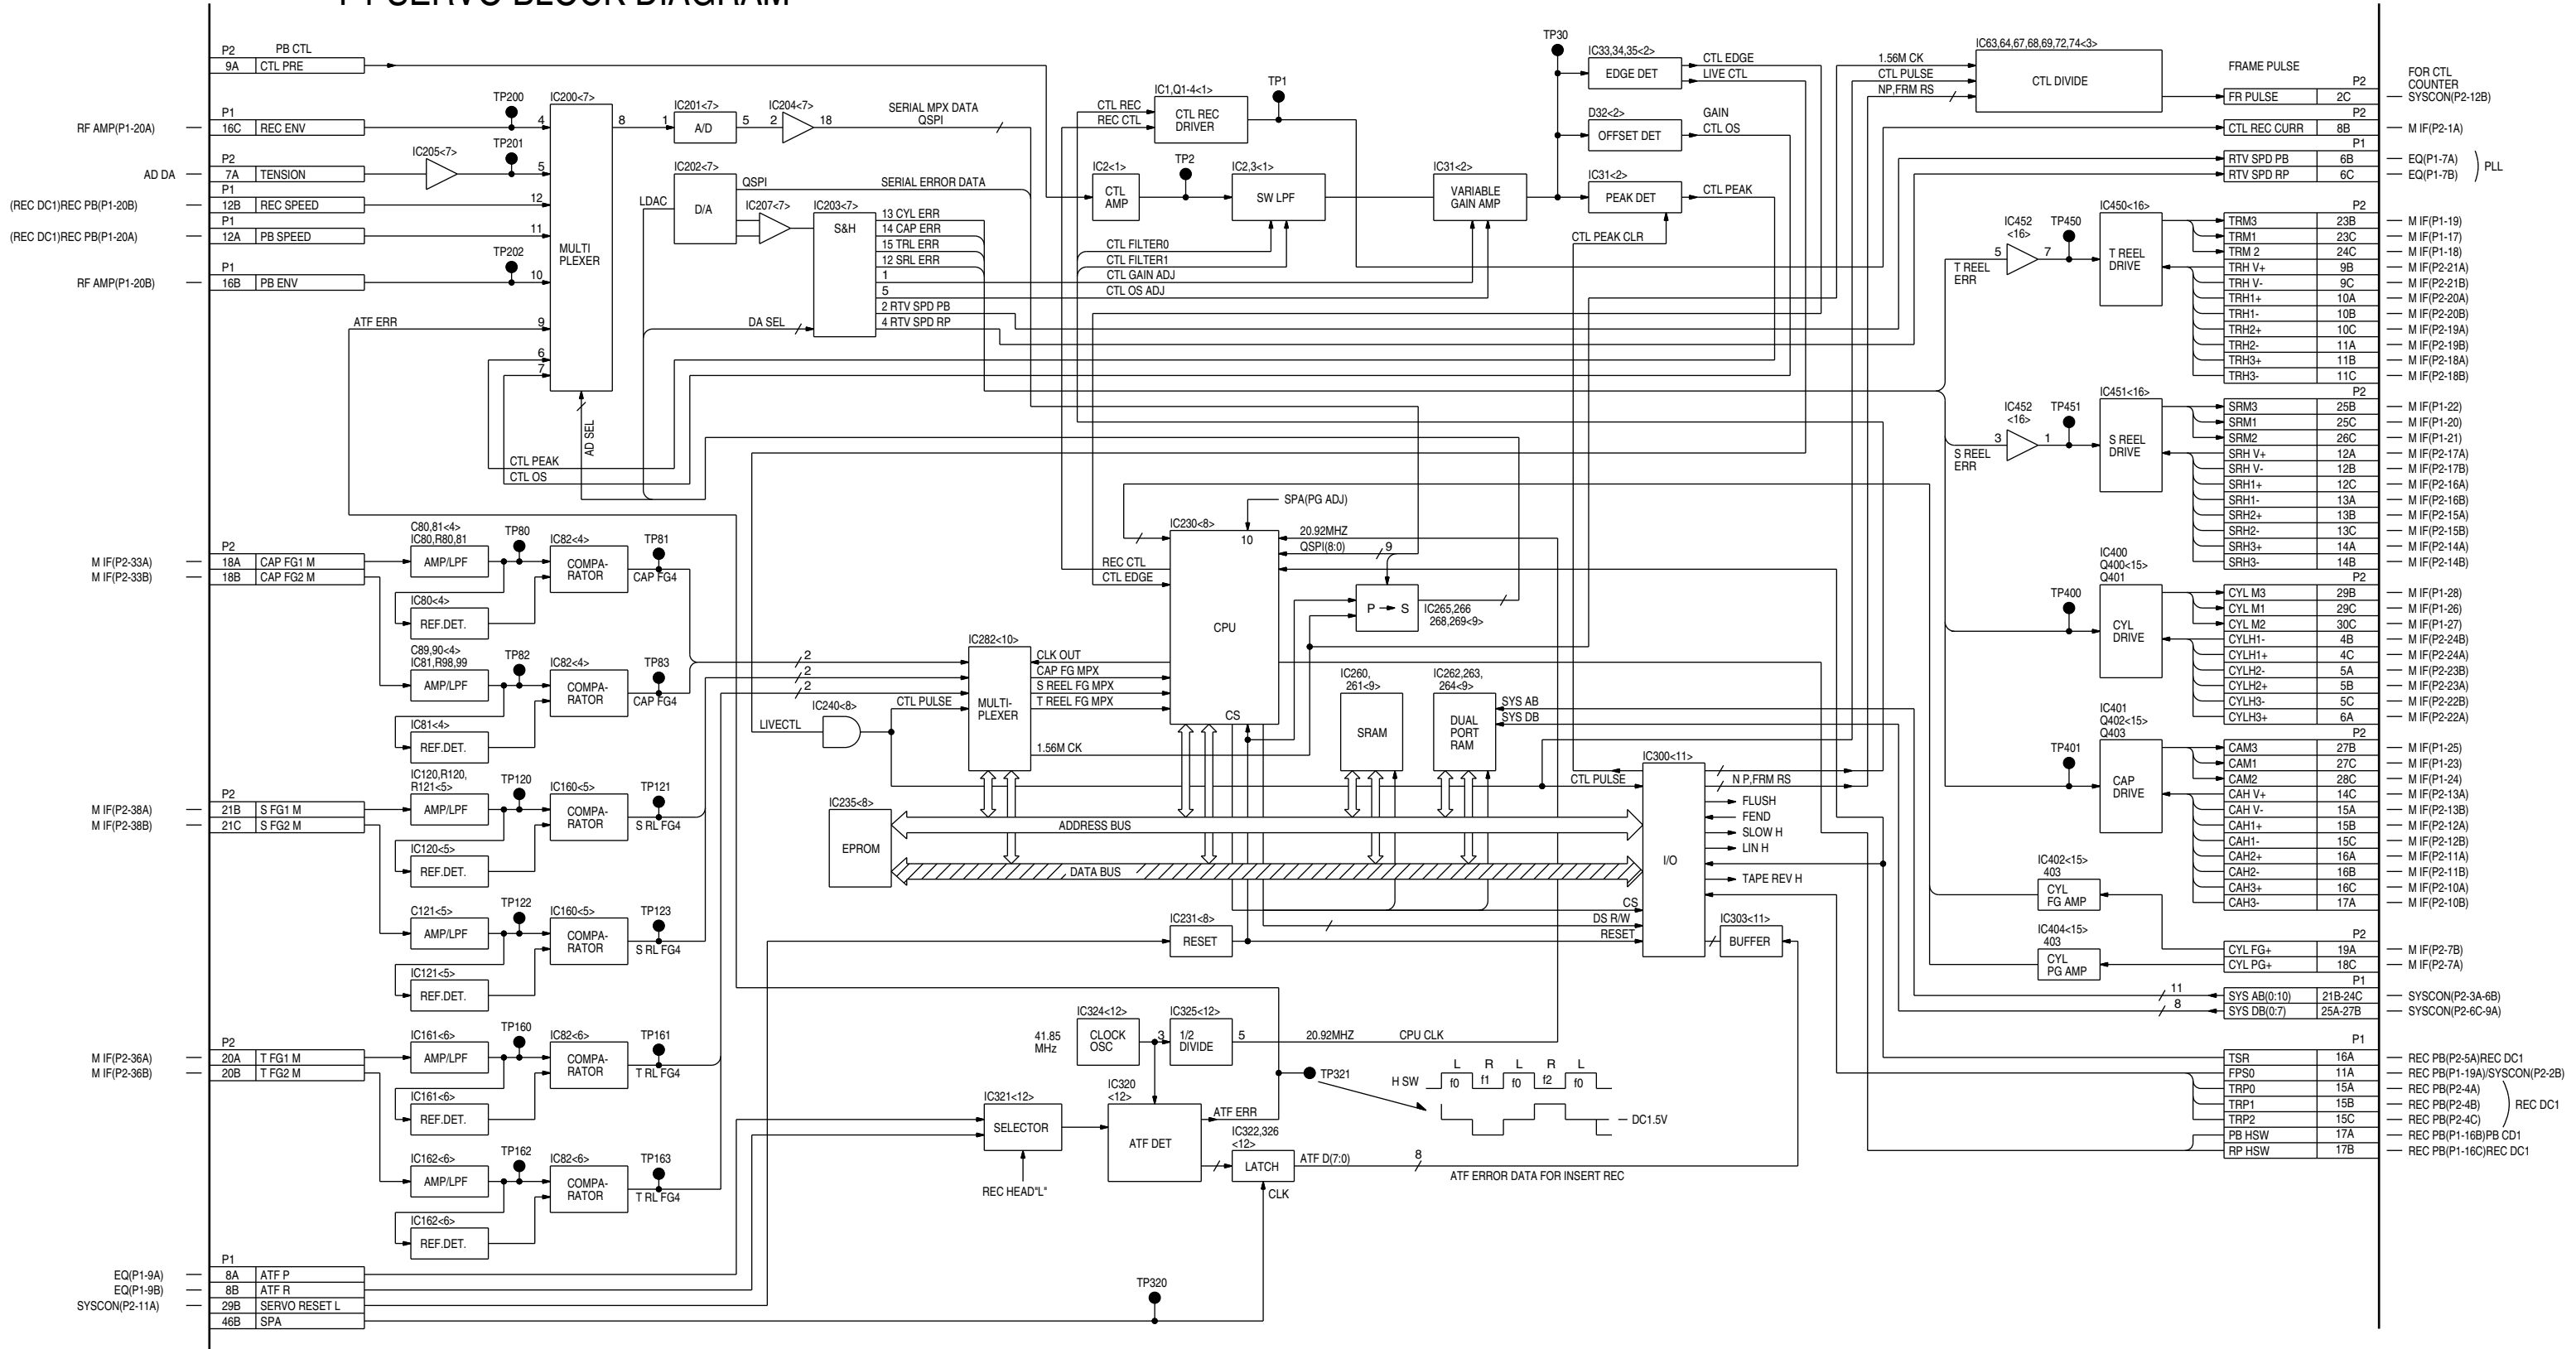 P2 PB CTL
9A CTL PRE
P1
RF AMP(P1-20A) — 16C REC ENV
P2
AD DA — 7A TENSION
P1
(REC DC1)REC PB(P1-20B) — 12B REC SPEED
P1
(REC DC1)REC PB(P1-20A) — 12A PB SPEED
P1
RF AMP(P1-20B) — 16B PB ENV
ATF ERR
IC205<7>
TP200
TP201
TP202
4
5
12
11
10
9
6
7
IC200<7>
MULTI
PLEXER
8
AD SEL
CTL PEAK
CTL OS
1
IC201<7>
A/D
5
2
IC204<7>
18
SERIAL MPX DATA
QSPI
IC202<7>
D/A
QSPI
SERIAL ERROR DATA
LDAC
IC207<7>
IC203<7>
S&H
13 CYL ERR
14 CAP ERR
15 TRL ERR
12 SRL ERR
1
5
2 RTV SPD PB
4 RTV SPD RP
DA SEL
CTL REC
REC CTL
IC1,Q1-4<1>
CTL REC
DRIVER
TP1
IC2<1>
CTL
AMP
TP2
IC2,3<1>
SW LPF
IC31<2>
VARIABLE
GAIN AMP
CTL FILTER0
CTL FILTER1
CTL GAIN ADJ
CTL OS ADJ
TP30
IC33,34,35<2>
EDGE DET
CTL EDGE
LIVE CTL
D32<2>
OFFSET DET
GAIN
CTL OS
IC31<2>
PEAK DET
CTL PEAK
CTL PEAK CLR
1.56M CK
CTL PULSE
NP,FRM RS
IC63,64,67,68,69,72,74<3>
CTL DIVIDE
FRAME PULSE
P2
FR PULSE 2C
FOR CTL
COUNTER
SYSCON(P2-12B)
P2
CTL REC CURR 8B — M IF(P2-1A)
P1
RTV SPD PB 6B — EQ(P1-7A)
RTV SPD RP 6C — EQ(P1-7B)
PLL
IC452
<16>
TP450
5
7
T REEL
ERR
IC450<16>
T REEL
DRIVE
P2
TRM3 23B — M IF(P1-19)
TRM1 23C — M IF(P1-17)
TRM 2 24C — M IF(P1-18)
TRH V+ 9B — M IF(P2-21A)
TRH V- 9C — M IF(P2-21B)
TRH1+ 10A — M IF(P2-20A)
TRH1- 10B — M IF(P2-20B)
TRH2+ 10C — M IF(P2-19A)
TRH2- 11A — M IF(P2-19B)
TRH3+ 11B — M IF(P2-18A)
TRH3- 11C — M IF(P2-18B)
IC452
<16>
TP451
3
1
S REEL
ERR
IC451<16>
S REEL
DRIVE
P2
SRM3 25B — M IF(P1-22)
SRM1 25C — M IF(P1-20)
SRM2 26C — M IF(P1-21)
SRH V+ 12A — M IF(P2-17A)
SRH V- 12B — M IF(P2-17B)
SRH1+ 12C — M IF(P2-16A)
SRH1- 13A — M IF(P2-16B)
SRH2+ 13B — M IF(P2-15A)
SRH2- 13C — M IF(P2-15B)
SRH3+ 14A — M IF(P2-14A)
SRH3- 14B — M IF(P2-14B)
IC400
Q400<15>
Q401
TP400
CYL
DRIVE
P2
CYL M3 29B — M IF(P1-28)
CYL M1 29C — M IF(P1-26)
CYL M2 30C — M IF(P1-27)
CYLH1- 4B — M IF(P2-24B)
CYLH1+ 4C — M IF(P2-24A)
CYLH2- 5A — M IF(P2-23B)
CYLH2+ 5B — M IF(P2-23A)
CYLH3- 5C — M IF(P2-22B)
CYLH3+ 6A — M IF(P2-22A)
IC401
Q402<15>
Q403
TP401
CAP
DRIVE
P2
CAM3 27B — M IF(P1-25)
CAM1 27C — M IF(P1-23)
CAM2 28C — M IF(P1-24)
CAH V+ 14C — M IF(P2-13A)
CAH V- 15A — M IF(P2-13B)
CAH1+ 15B — M IF(P2-12A)
CAH1- 15C — M IF(P2-12B)
CAH2+ 16A — M IF(P2-11A)
CAH2- 16B — M IF(P2-11B)
CAH3+ 16C — M IF(P2-10A)
CAH3- 17A — M IF(P2-10B)
IC402<15>
403
CYL
FG AMP
IC404<15>
403
CYL
PG AMP
P2
CYL FG+ 19A — M IF(P2-7B)
CYL PG+ 18C — M IF(P2-7A)
P1
11 SYS AB(0:10) 21B-24C — SYSCON(P2-3A-6B)
8 SYS DB(0:7) 25A-27B — SYSCON(P2-6C-9A)
P1
TSR 16A — REC PB(P2-5A)REC DC1
FPS0 11A — REC PB(P1-19A)/SYSCON(P2-2B)
TRP0 15A — REC PB(P2-4A)
TRP1 15B — REC PB(P2-4B)
TRP2 15C — REC PB(P2-4C)
REC DC1
PB HSW 17A — REC PB(P1-16B)PB CD1
RP HSW 17B — REC PB(P1-16C)REC DC1
P2
M IF(P2-33A) — 18A CAP FG1 M
M IF(P2-33B) — 18B CAP FG2 M
C80,81<4>
IC80,R80,81
AMP/LPF
TP80
IC82<4>
COMPA-
RATOR
TP81
CAP FG4
IC80<4>
REF.DET.
C89,90<4>
IC81,R98,99
AMP/LPF
TP82
IC82<4>
COMPA-
RATOR
TP83
CAP FG4
IC81<4>
REF.DET.
P2
M IF(P2-38A) — 21B S FG1 M
M IF(P2-38B) — 21C S FG2 M
IC120,R120,
R121<5>
AMP/LPF
TP120
IC160<5>
COMPA-
RATOR
TP121
S RL FG4
IC120<5>
REF.DET.
C121<5>
AMP/LPF
TP122
IC160<5>
COMPA-
RATOR
TP123
S RL FG4
IC121<5>
REF.DET.
P2
M IF(P2-36A) — 20A T FG1 M
M IF(P2-36B) — 20B T FG2 M
IC161<6>
AMP/LPF
TP160
IC82<6>
COMPA-
RATOR
TP161
T RL FG4
IC161<6>
REF.DET.
IC162<6>
AMP/LPF
TP162
IC82<6>
COMPA-
RATOR
TP163
T RL FG4
IC162<6>
REF.DET.
P1
EQ(P1-9A) — 8A ATF P
EQ(P1-9B) — 8B ATF R
SYSCON(P2-11A) — 29B SERVO RESET L
46B SPA
TP320
2
2
2
LIVECTL
IC240<8>
CTL PULSE
IC282<10>
MULTI-
PLEXER
CLK OUT
CAP FG MPX
S REEL FG MPX
T REEL FG MPX
1.56M CK
REC CTL
CTL EDGE
IC230<8>
10
CPU
CS
SPA(PG ADJ)
20.92MHZ
QSPI(8:0)
9
P S
IC265,266
268,269<9>
IC260,
261<9>
SRAM
IC262,263,
264<9>
DUAL
PORT
RAM
SYS AB
SYS DB
IC235<8>
EPROM
ADDRESS BUS
DATA BUS
CTL PULSE
IC300<11>
I/O
N P,FRM RS
FLUSH
FEND
SLOW H
LIN H
TAPE REV H
CS
DS R/W
RESET
IC231<8>
RESET
IC303<11>
BUFFER
41.85
MHz
IC324<12>
CLOCK
OSC
3
IC325<12>
1/2
DIVIDE
5
20.92MHZ
CPU CLK
TP321
IC321<12>
SELECTOR
REC HEAD"L"
IC320
<12>
ATF DET
ATF ERR
IC322,326
<12>
LATCH
CLK
ATF D(7:0)
8
ATF ERROR DATA FOR INSERT REC
L R L R L
H SW
f0 f1 f0 f2 f0
DC1.5V